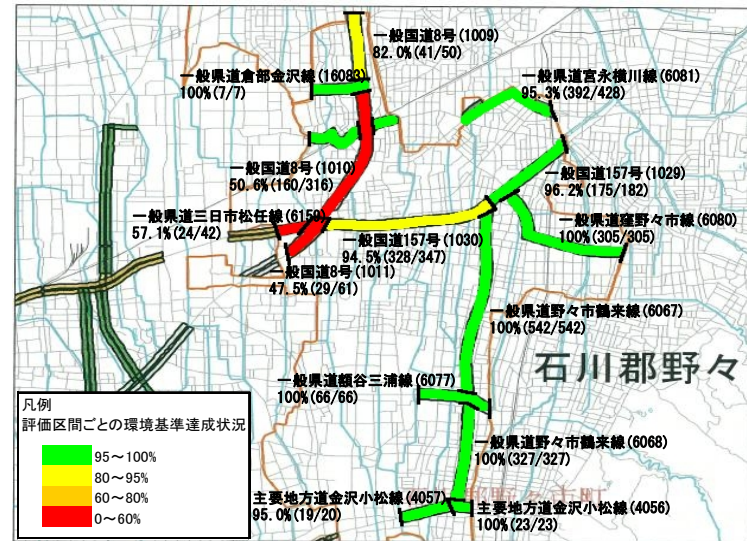 一般国道8号(1009)
82.0%(41/50)
一般県道倉部金沢線(16083)
100%(7/7)
一般県道宮永横川線(6081)
95.3%(392/428)
一般国道8号(1010)
50.6%(160/316)
一般国道157号(1029)
96.2%(175/182)
一般県道三日市松任線(6159)
57.1%(24/42)
一般県道窪野々市線(6080)
100%(305/305)
一般国道157号(1030)
94.5%(328/347)
一般国道8号(1011)
47.5%(29/61)
一般県道野々市鶴来線(6067)
100%(542/542)
石川郡野々
一般県道額谷三浦線(6077)
100%(66/66)
凡例
評価区間ごとの環境基準達成状況
95～100%
80～95%
60～80%
0～60%
一般県道野々市鶴来線(6068)
100%(327/327)
主要地方道金沢小松線(4057)
95.0%(19/20)
主要地方道金沢小松線(4056)
100%(23/23)